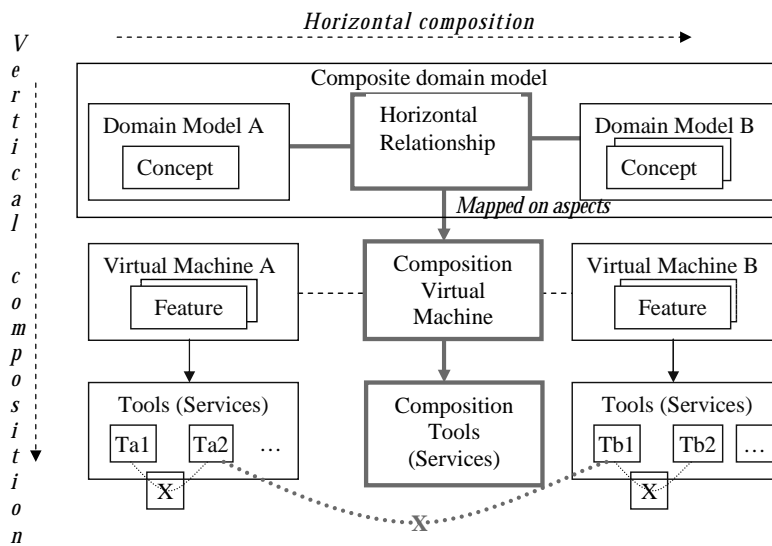 Horizontal composition
Vertical composition
Composite domain model
Domain Model A
Concept
Horizontal
Relationship
Domain Model B
Concept
Mapped on aspects
Virtual Machine A
Feature
Composition
Virtual
Machine
Virtual Machine B
Feature
Tools (Services)
Ta1
Ta2
…
X
Composition
Tools
(Services)
Tools (Services)
Tb1
Tb2
…
X
X